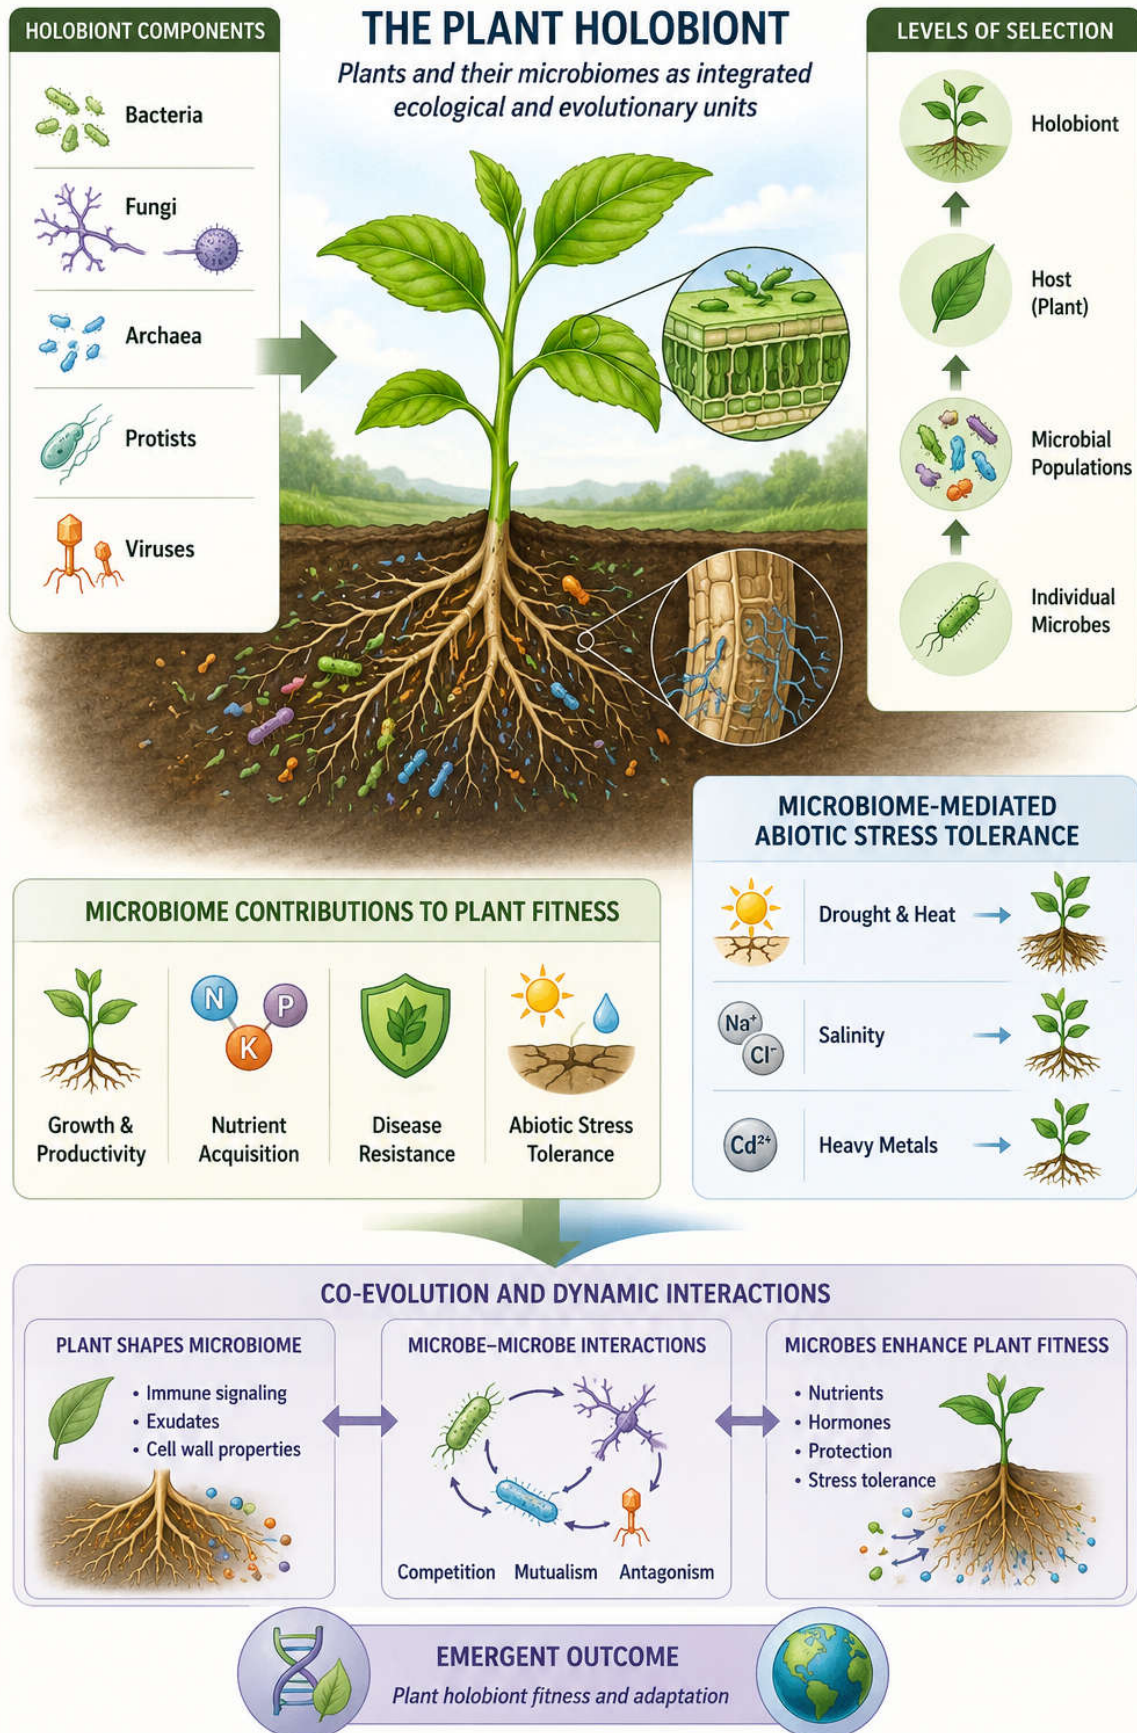 THE PLANT HOLOBIONT
Plants and their microbiomes as integrated
ecological and evolutionary units
HOLOBIONT COMPONENTS
Bacteria
Fungi
Archaea
Protists
Viruses
LEVELS OF SELECTION
Holobiont
Host
(Plant)
Microbial
Populations
Individual
Microbes
MICROBIOME-MEDIATED
ABIOTIC STRESS TOLERANCE
Drought & Heat
Na⁺
Cl⁻
Salinity
Cd²⁺
Heavy Metals
MICROBIOME CONTRIBUTIONS TO PLANT FITNESS
N
P
K
Growth &
Productivity
Nutrient
Acquisition
Disease
Resistance
Abiotic Stress
Tolerance
CO-EVOLUTION AND DYNAMIC INTERACTIONS
PLANT SHAPES MICROBIOME
• Immune signaling
• Exudates
• Cell wall properties
MICROBE–MICROBE INTERACTIONS
Competition Mutualism Antagonism
MICROBES ENHANCE PLANT FITNESS
• Nutrients
• Hormones
• Protection
• Stress tolerance
EMERGENT OUTCOME
Plant holobiont fitness and adaptation